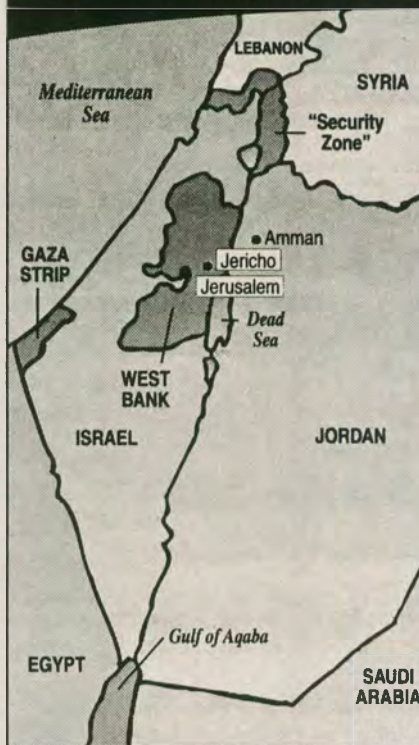 LEBANON
SYRIA
Mediterranean
Sea
"Security
Zone"
Amman
GAZA
STRIP
Jericho
Jerusalem
Dead
Sea
WEST
BANK
ISRAEL
JORDAN
Gulf of Aqaba
EGYPT
SAUDI
ARABIA